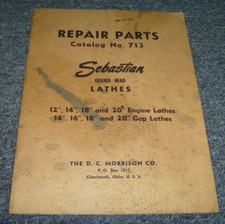 REPAIR PARTS
Catalog No. 713
Sebastian
GEARED HEAD
LATHES
12", 14", 18" and 20" Engine Lathes
14", 16", 18" and 20" Gap Lathes
THE D. C. MORRISON CO.
P. O. Box
Cincinnati, Ohio, U. S. A.